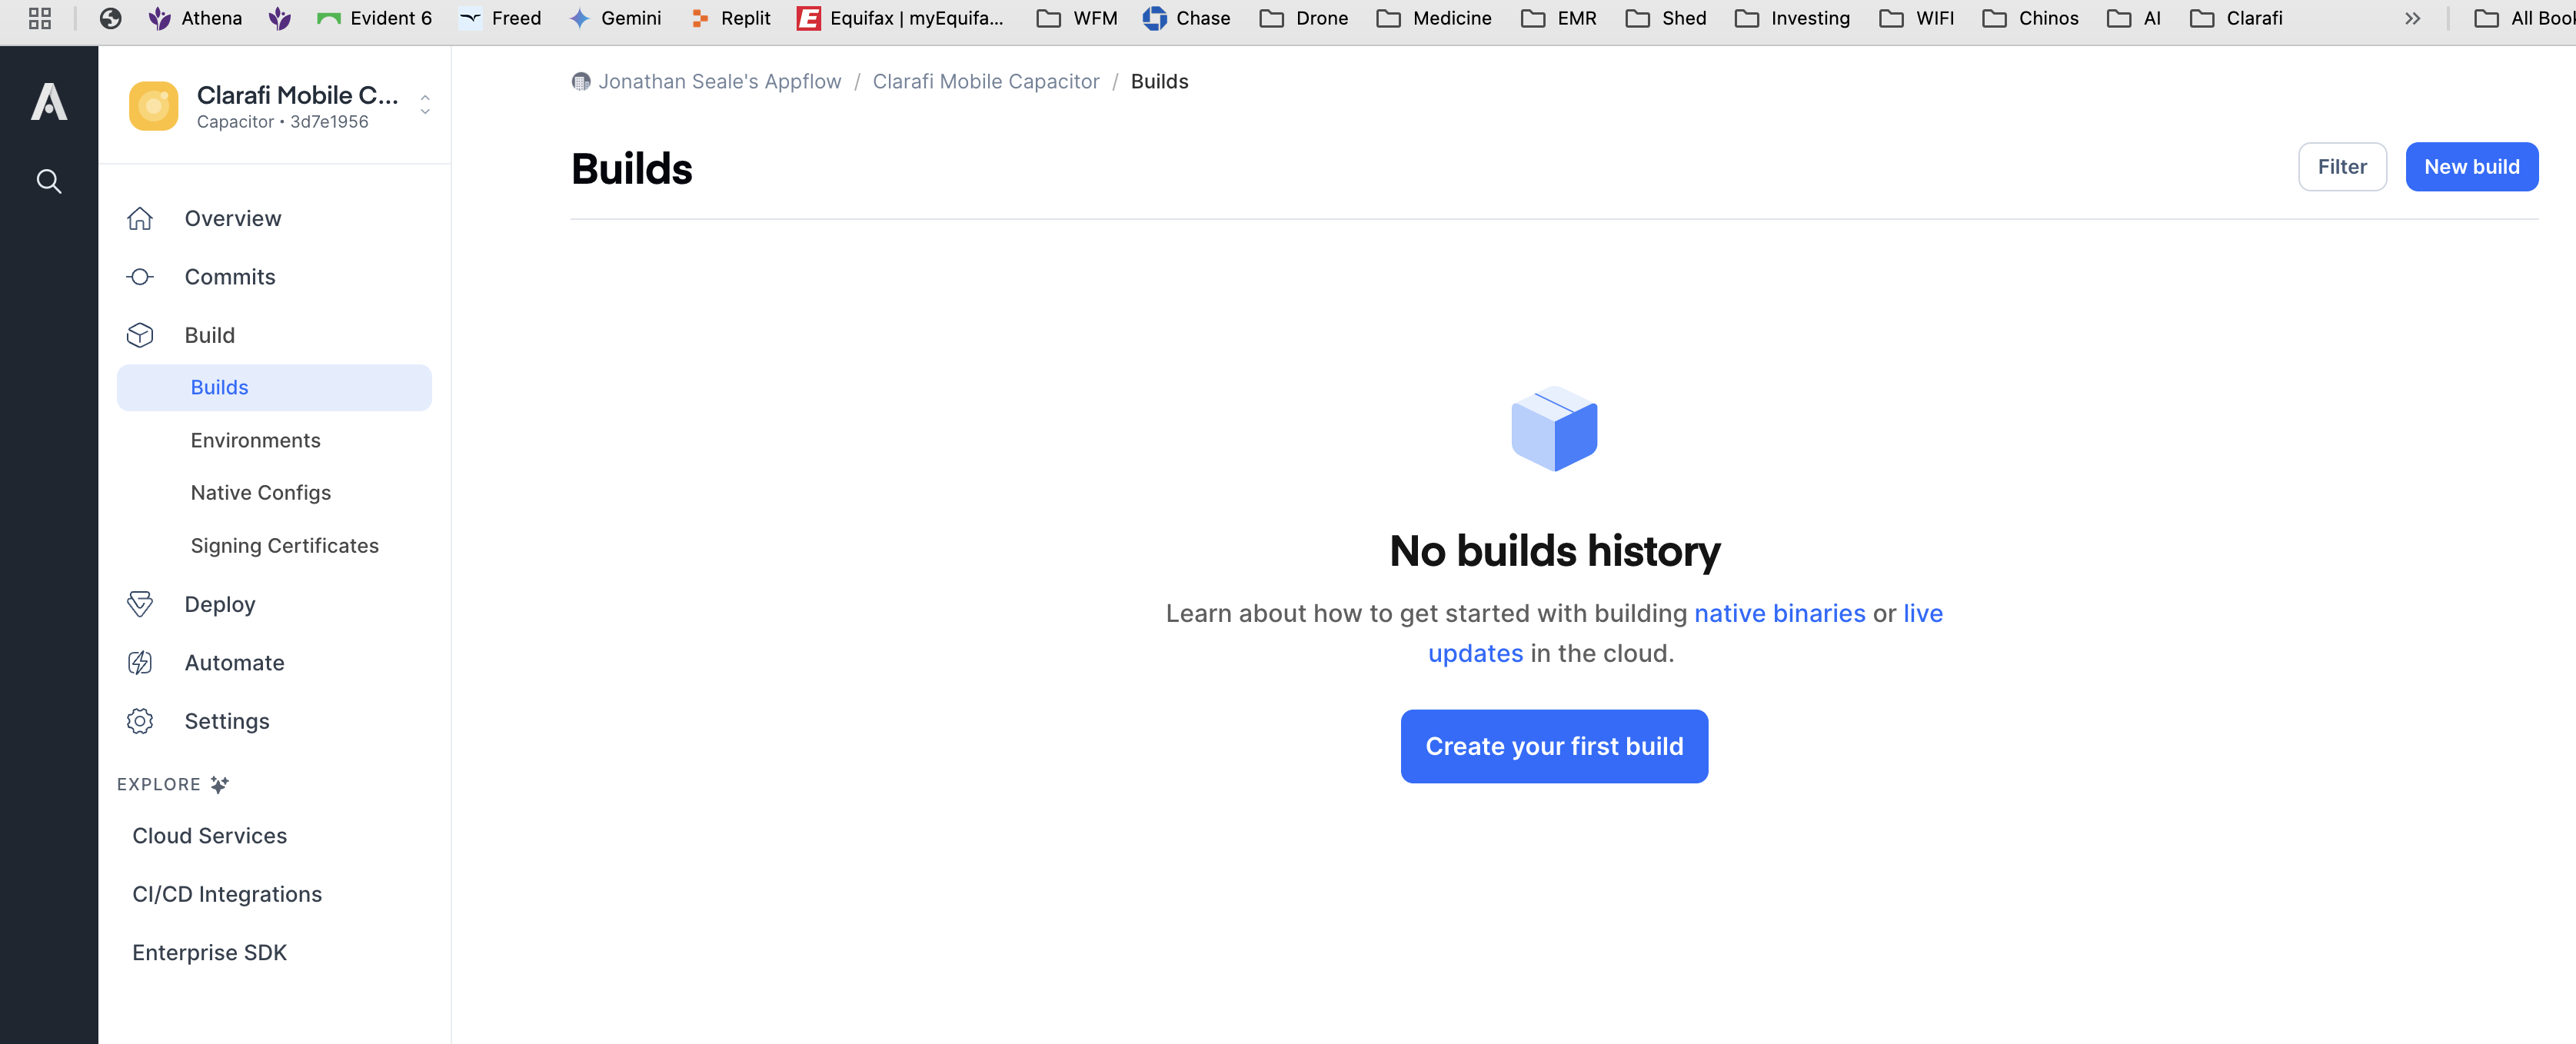 Athena
Evident 6
Freed
Gemini
Replit
Equifax | myEquifa...
WFM
Chase
Drone
Medicine
EMR
Shed
Investing
WIFI
Chinos
AI
Clarafi
All Book
Clarafi Mobile C...
Capacitor • 3d7e1956
Overview
Commits
Build
Builds
Environments
Native Configs
Signing Certificates
Deploy
Automate
Settings
EXPLORE
Cloud Services
CI/CD Integrations
Enterprise SDK
Jonathan Seale's Appflow / Clarafi Mobile Capacitor / Builds
Builds
Filter
New build
No builds history
Learn about how to get started with building native binaries or live
updates in the cloud.
Create your first build